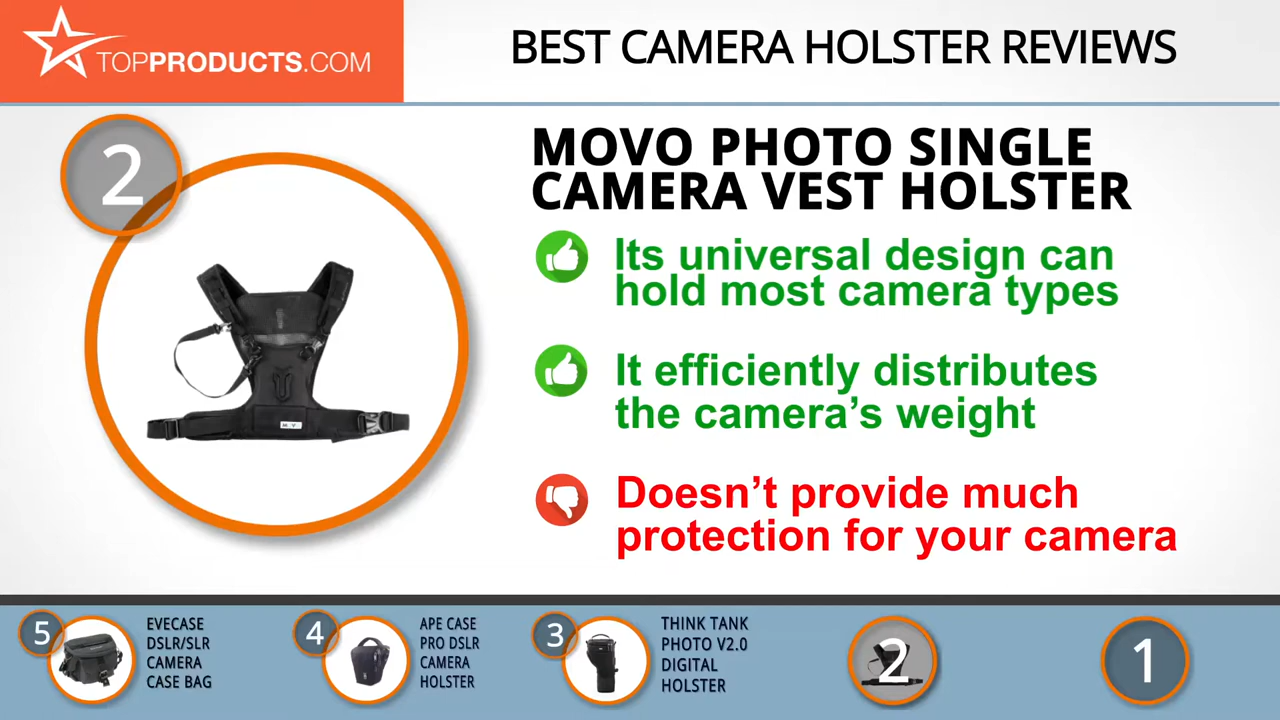 TOPPRODUCTS.COM
BEST CAMERA HOLSTER REVIEWS
2
MOVO PHOTO SINGLE
CAMERA VEST HOLSTER
Its universal design can
hold most camera types
It efficiently distributes
the camera’s weight
Doesn’t provide much
protection for your camera
5
EVECASE
DSLR/SLR
CAMERA
CASE BAG
4
APE CASE
PRO DSLR
CAMERA
HOLSTER
3
THINK TANK
PHOTO V2.0
DIGITAL
HOLSTER
2
1